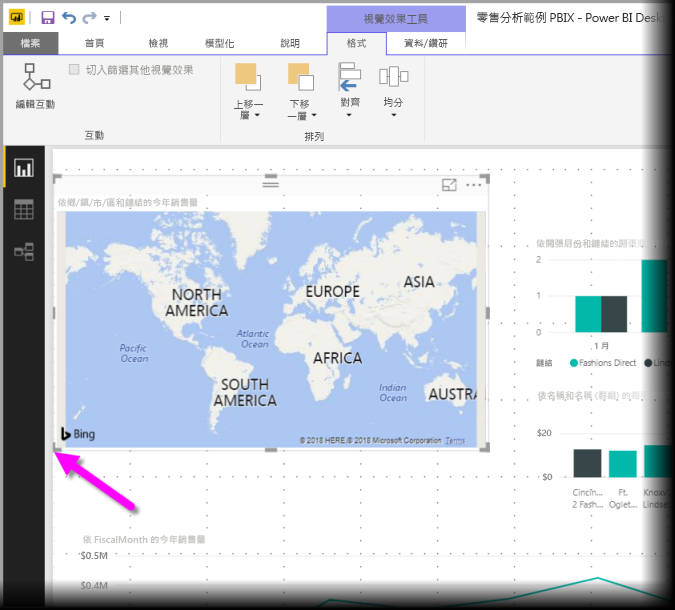 視覺效果工具
零售分析範例 PBIX - Power BI Desk
檔案
首頁
檢視
模型化
說明
格式
資料/鑽研
編輯互動
切入篩選其他視覺效果
上移一
層
下移
一層
對齊
均分
互動
排列
依鄉/鎮/市/區和鏈結的今年銷售量
NORTH
AMERICA
EUROPE
ASIA
Pacific
Ocean
Atlantic
Ocean
AFRICA
SOUTH
AMERICA
Indian
Ocean
AUSTRA
Bing
© 2018 HERE,© 2018 Microsoft Corporation Terms
依開張月份和鏈結的
2
1
0
1 月
鏈結
Fashions Direct
Lind
依名稱和名稱 (群組) 的
$20
$0
Cincin...
2 Fash...
Ft.
Oglet...
Knoxv
Lindse
依 FiscalMonth 的今年銷售量
$0.5M
$0.4M